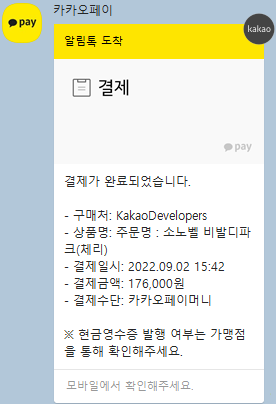 pay
카카오페이
알림톡 도착
kakao
결제
pay
결제가 완료되었습니다.
- 구매처: KakaoDevelopers
- 상품명: 주문명 : 소노벨 비발디파
크(체리)
- 결제일시: 2022.09.02 15:42
- 결제금액: 176,000원
- 결제수단: 카카오페이머니
※ 현금영수증 발행 여부는 가맹점
을 통해 확인해주세요.
모바일에서 확인해주세요.